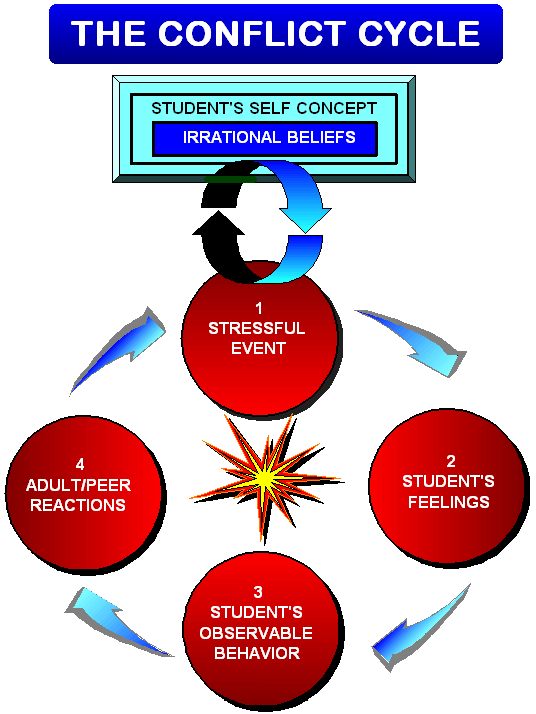 THE CONFLICT CYCLE
STUDENT'S SELF CONCEPT
IRRATIONAL BELIEFS
1
STRESSFUL
EVENT
2
STUDENT'S
FEELINGS
3
STUDENT'S
OBSERVABLE
BEHAVIOR
4
ADULT/PEER
REACTIONS